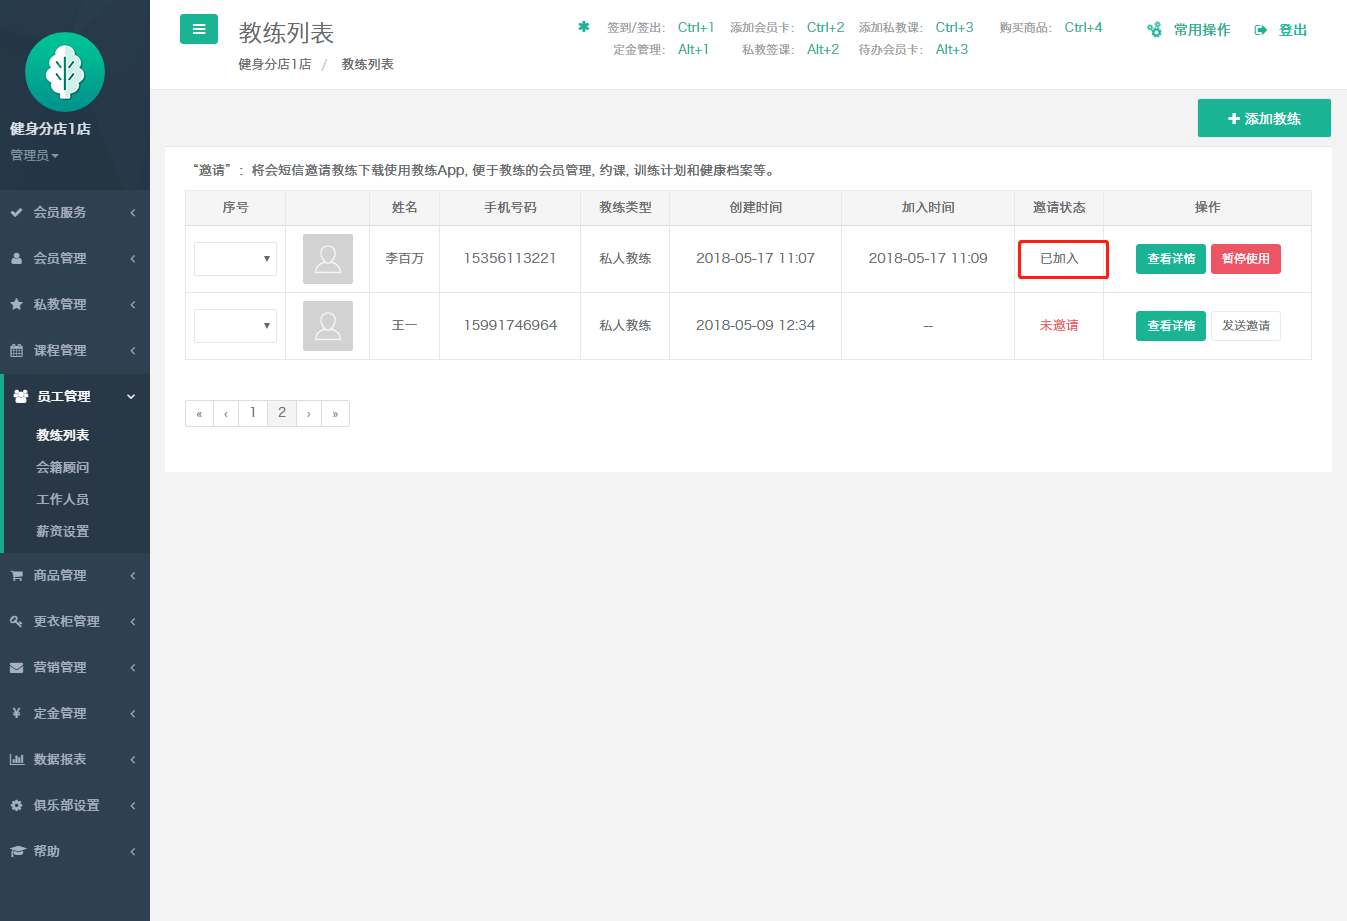 健身分店1店
管理员
会员服务
会员管理
私教管理
课程管理
员工管理
教练列表
会籍顾问
工作人员
薪资设置
商品管理
更衣柜管理
营销管理
定金管理
数据报表
俱乐部设置
帮助
教练列表
健身分店1店 / 教练列表
签到/签出: Ctrl+1 添加会员卡: Ctrl+2 添加私教课: Ctrl+3 购买商品: Ctrl+4
定金管理: Alt+1 私教签课: Alt+2 待办会员卡: Alt+3
常用操作 登出
添加教练
“邀请”：将会短信邀请教练下载使用教练App, 便于教练的会员管理, 约课, 训练计划和健康档案等。
序号 姓名 手机号码 教练类型 创建时间 加入时间 邀请状态 操作
李百万 15356113221 私人教练 2018-05-17 11:07 2018-05-17 11:09 已加入 查看详情 暂停使用
王一 15991746964 私人教练 2018-05-09 12:34 -- 未邀请 查看详情 发送邀请
« ‹ 1 2 › »